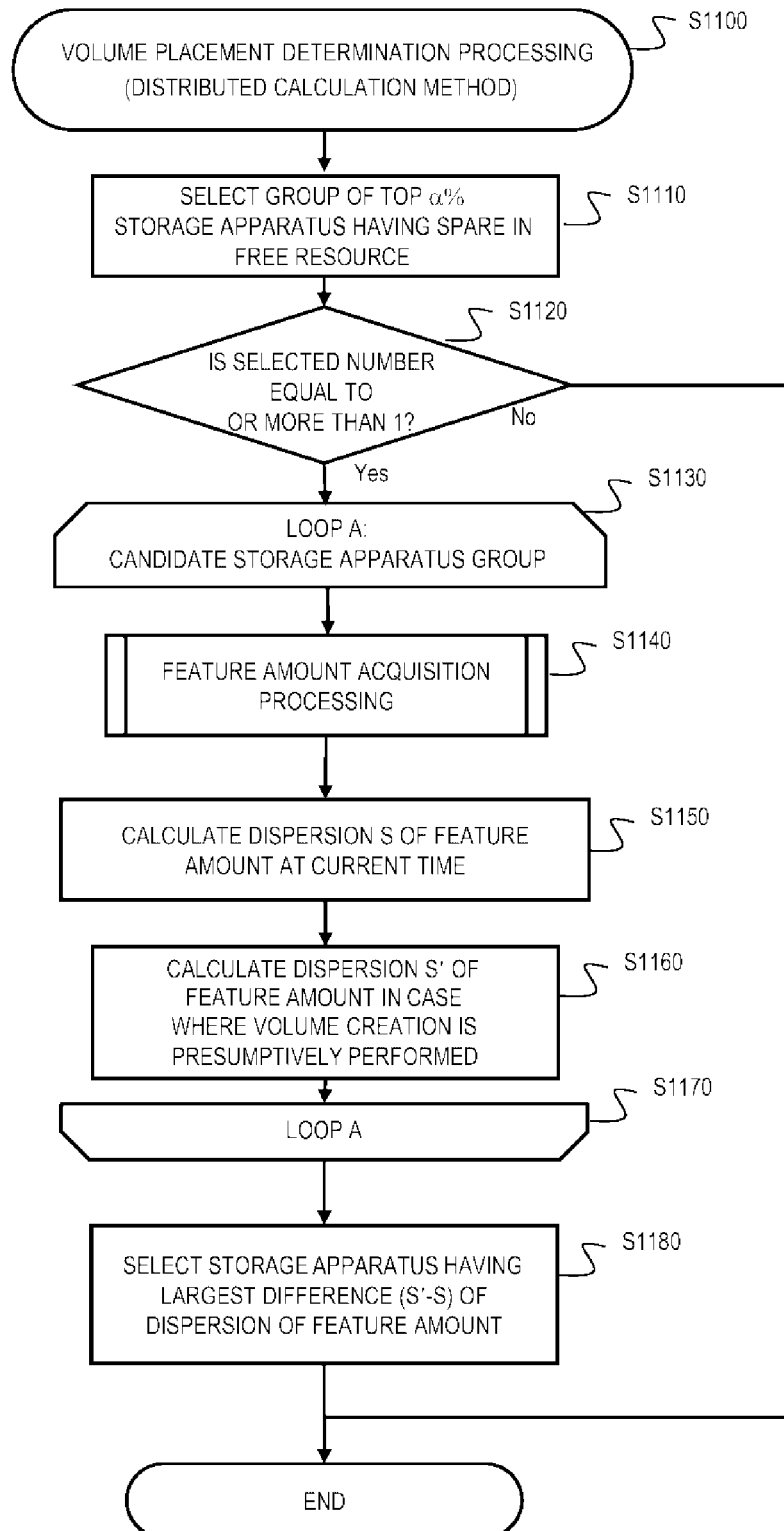 S1100
VOLUME PLACEMENT DETERMINATION PROCESSING
(DISTRIBUTED CALCULATION METHOD)
SELECT GROUP OF TOP α%
STORAGE APPARATUS HAVING SPARE IN
FREE RESOURCE
S1110
S1120
IS SELECTED NUMBER
EQUAL TO
OR MORE THAN 1?
No
Yes
S1130
LOOP A:
CANDIDATE STORAGE APPARATUS GROUP
S1140
FEATURE AMOUNT ACQUISITION
PROCESSING
S1150
CALCULATE DISPERSION S OF FEATURE
AMOUNT AT CURRENT TIME
S1160
CALCULATE DISPERSION S' OF
FEATURE AMOUNT IN CASE
WHERE VOLUME CREATION IS
PRESUMPTIVELY PERFORMED
S1170
LOOP A
S1180
SELECT STORAGE APPARATUS HAVING
LARGEST DIFFERENCE (S'-S) OF
DISPERSION OF FEATURE AMOUNT
END